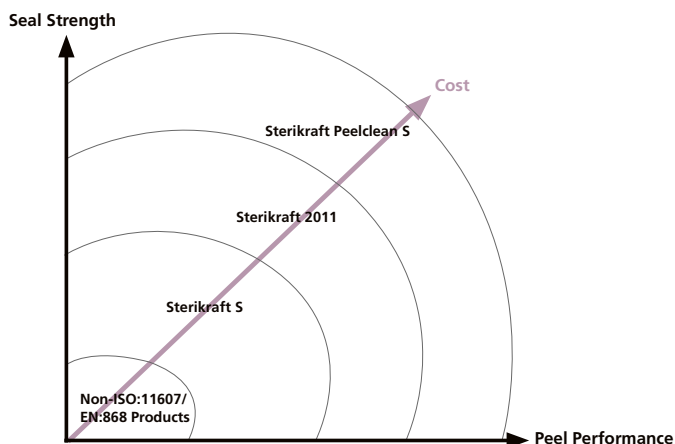 Seal Strength
Cost
Sterikraft Peelclean S
Sterikraft 2011
Sterikraft S
Non-ISO:11607/
EN:868 Products
Peel Performance